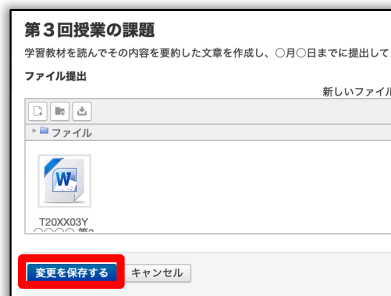 第３回授業の課題
学習教材を読んでその内容を要約した文章を作成し、○月○日までに提出して
ファイル提出
新しいファイル
ファイル
W
T20XX03Y
変更を保存する
キャンセル